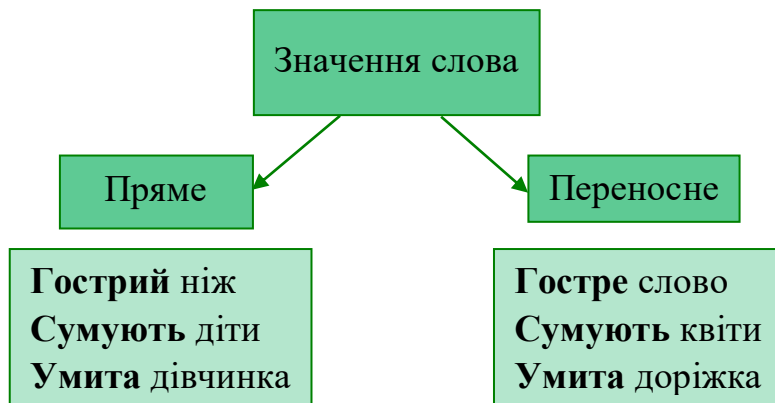 Значення слова
Пряме
Переносне
Гострий ніж
Сумують діти
Умита дівчинка
Гостре слово
Сумують квіти
Умита доріжка